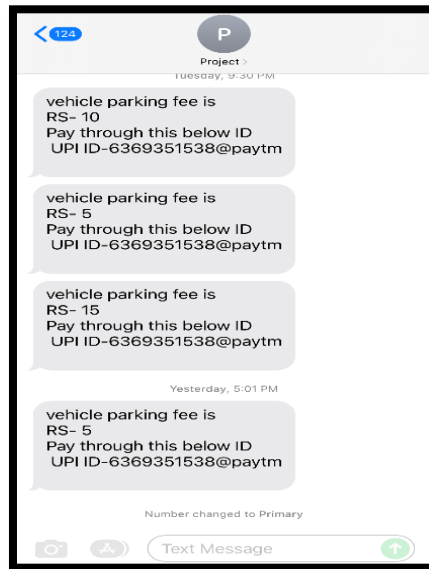 124
P
Project
Tuesday, 9:30 PM
vehicle parking fee is
RS- 10
Pay through this below ID
UPI ID-6369351538@paytm
vehicle parking fee is
RS- 5
Pay through this below ID
UPI ID-6369351538@paytm
vehicle parking fee is
RS- 15
Pay through this below ID
UPI ID-6369351538@paytm
Yesterday, 5:01 PM
vehicle parking fee is
RS- 5
Pay through this below ID
UPI ID-6369351538@paytm
Number changed to Primary
Text Message